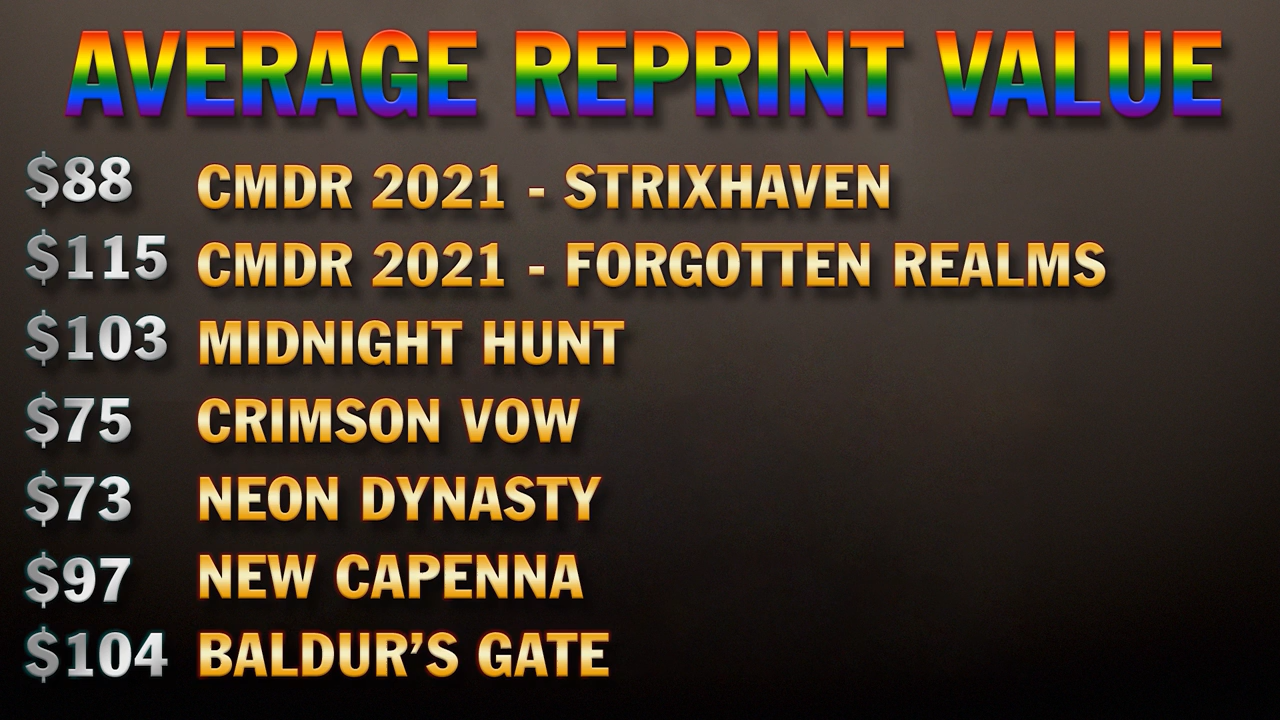 AVERAGE REPRINT VALUE
$88 CMDR 2021 - STRIXHAVEN
$115 CMDR 2021 - FORGOTTEN REALMS
$103 MIDNIGHT HUNT
$75 CRIMSON VOW
$73 NEON DYNASTY
$97 NEW CAPENNA
$104 BALDUR’S GATE